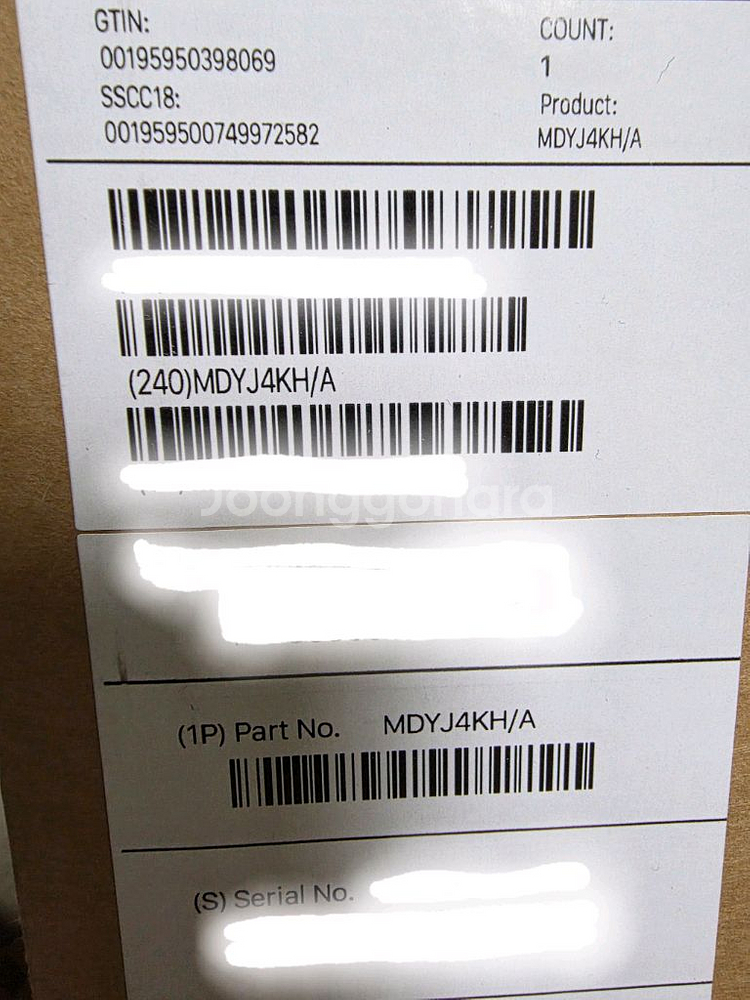 GTIN:
00195950398069
SSCC18:
001959500749972582
COUNT:
1
Product:
MDYJ4KH/A
(240)MDYJ4KH/A
Joonggonara
(1P) Part No. MDYJ4KH/A
(S) Serial No.